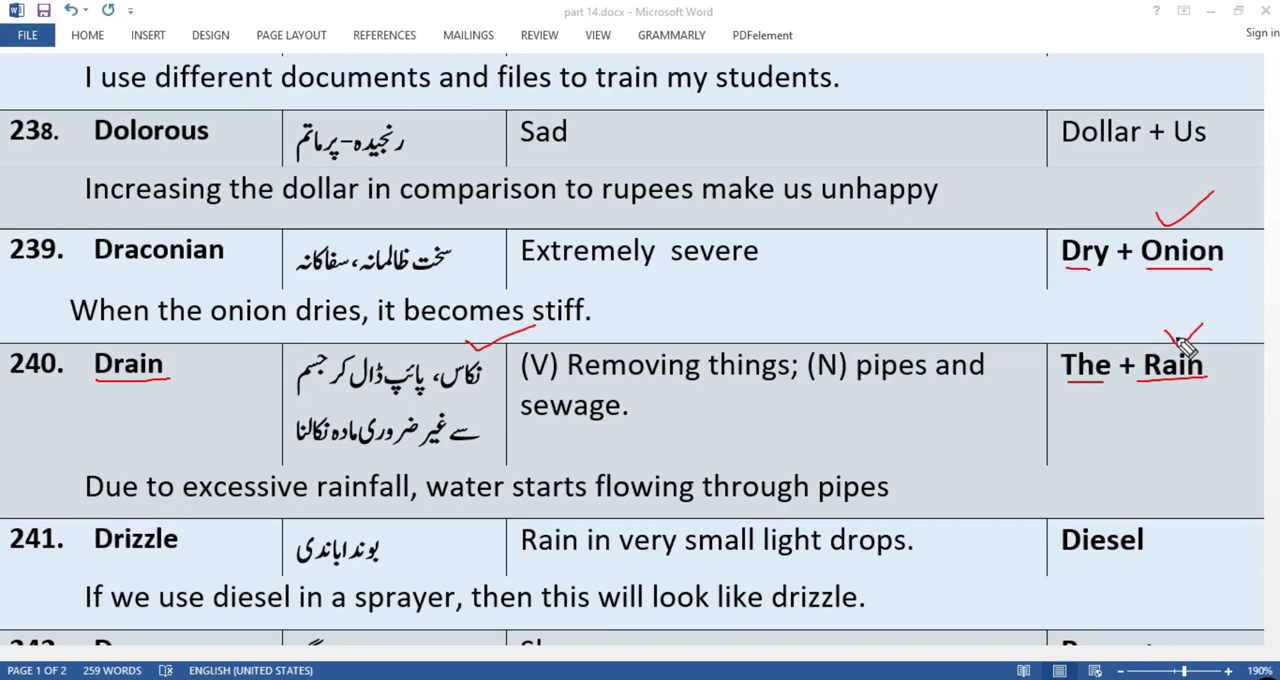 part 14.docx - Microsoft Word
FILE HOME INSERT DESIGN PAGE LAYOUT REFERENCES MAILINGS REVIEW VIEW GRAMMARLY PDFelement Sign in
I use different documents and files to train my students.
238. Dolorous رنجیدہ-پرماتم Sad Dollar + Us
Increasing the dollar in comparison to rupees make us unhappy
239. Draconian سخت ظالمانہ، سفاکانہ Extremely severe Dry + Onion
When the onion dries, it becomes stiff.
240. Drain نکاس، پائپ ڈال کر جسم (V) Removing things; (N) pipes and The + Rain
سے غیر ضروری مادہ نکالنا sewage.
Due to excessive rainfall, water starts flowing through pipes
241. Drizzle بوندا باندی Rain in very small light drops. Diesel
If we use diesel in a sprayer, then this will look like drizzle.
PAGE 1 OF 2 259 WORDS ENGLISH (UNITED STATES) 190%